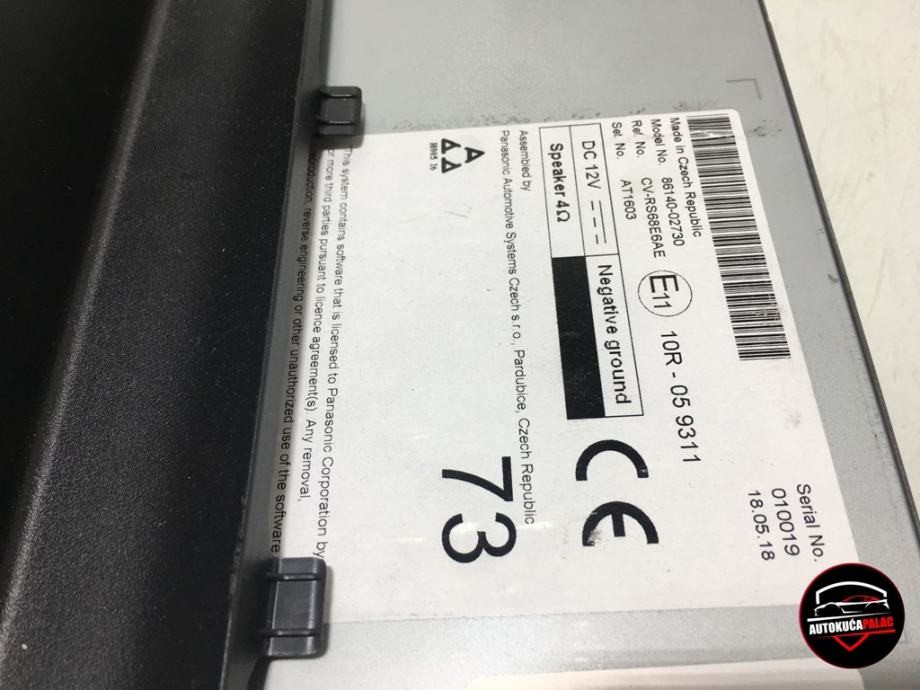 Made in Czech Republic
Model No. 86140-02730
Ref. No. CV-RS68E6AE
Set. No. AT1603
E11 10R - 05 9311
Serial No.
010019
18.05.18
DC 12V Negative ground
Speaker 4Ω
CE
Assembled by
Panasonic Automotive Systems Czech s.r.o., Pardubice, Czech Republic
73
A
This system contains software that is licensed to Panasonic Corporation by
or more third parties pursuant to licence agreement(s). Any removal,
reproduction, reverse engineering or other unauthorized use of the software
AUTOKUĆAPALAC